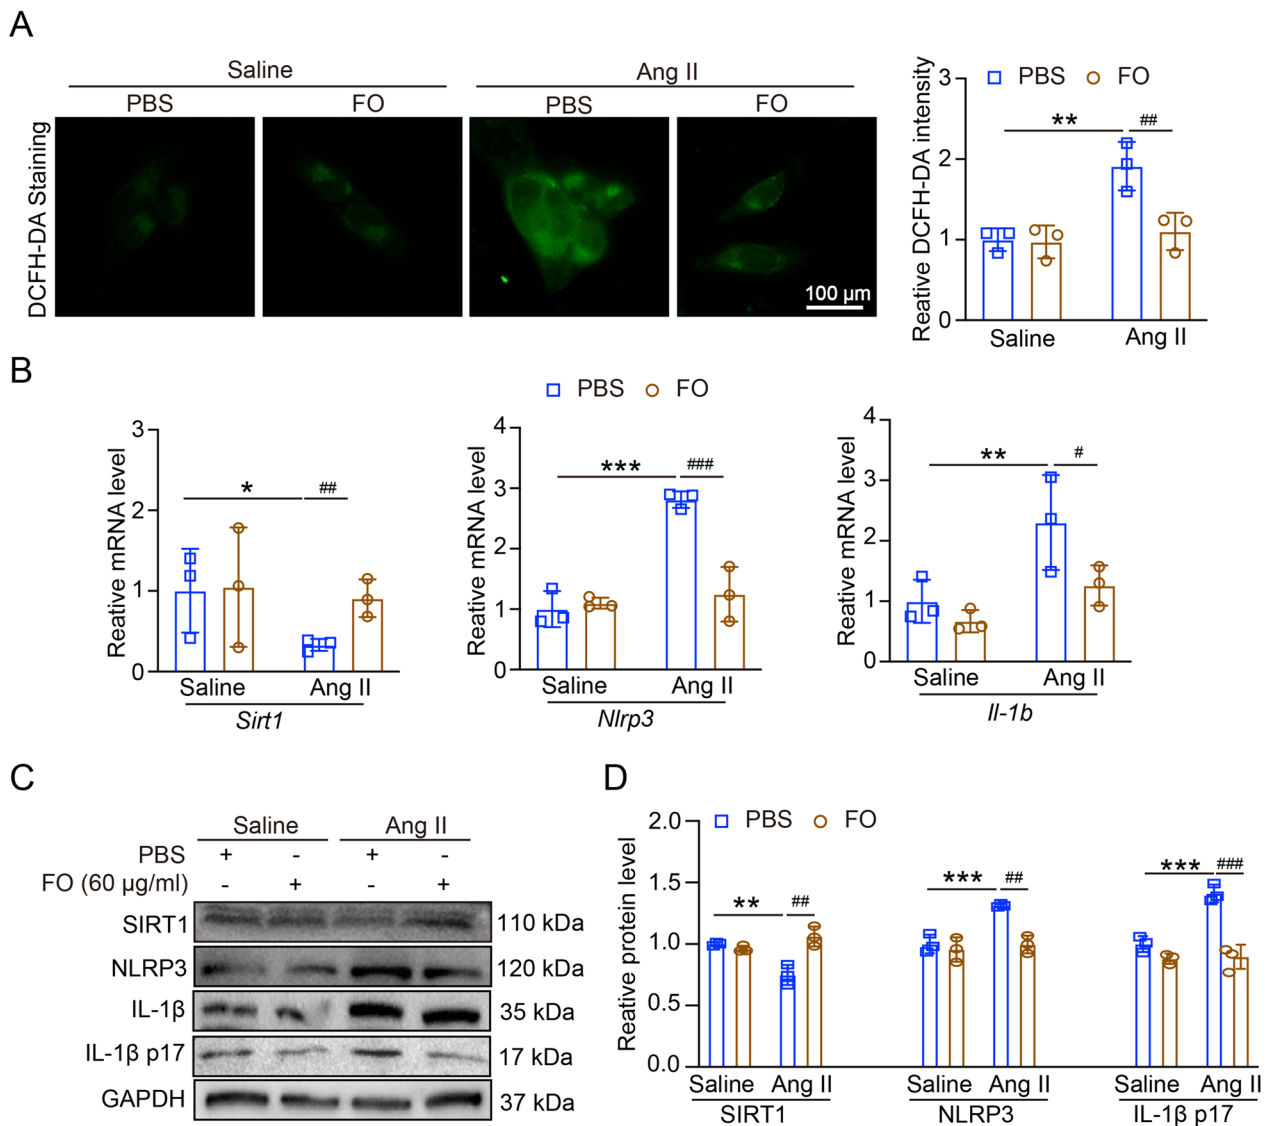 A
Saline
Ang II
PBS
FO
PBS
FO
DCFH-DA Staining
100 μm
Reative DCFH-DA intensity
3
2
1
0
PBS
FO
**
##
Saline
Ang II
B
PBS
FO
Reative mRNA level
3
2
1
0
*
##
Saline
Ang II
Sirt1
Reative mRNA level
4
3
2
1
0
***
###
Saline
Ang II
Nlrp3
Reative mRNA level
4
3
2
1
0
**
#
Saline
Ang II
Il-1b
C
Saline
Ang II
PBS + - + -
FO (60 μg/ml) - + - +
SIRT1 110 kDa
NLRP3 120 kDa
IL-1β 35 kDa
IL-1β p17 17 kDa
GAPDH 37 kDa
D
Reative protein level
2.0
1.5
1.0
0.5
0.0
PBS
FO
**
##
***
##
***
###
Saline Ang II
Saline Ang II
Saline Ang II
SIRT1
NLRP3
IL-1β p17